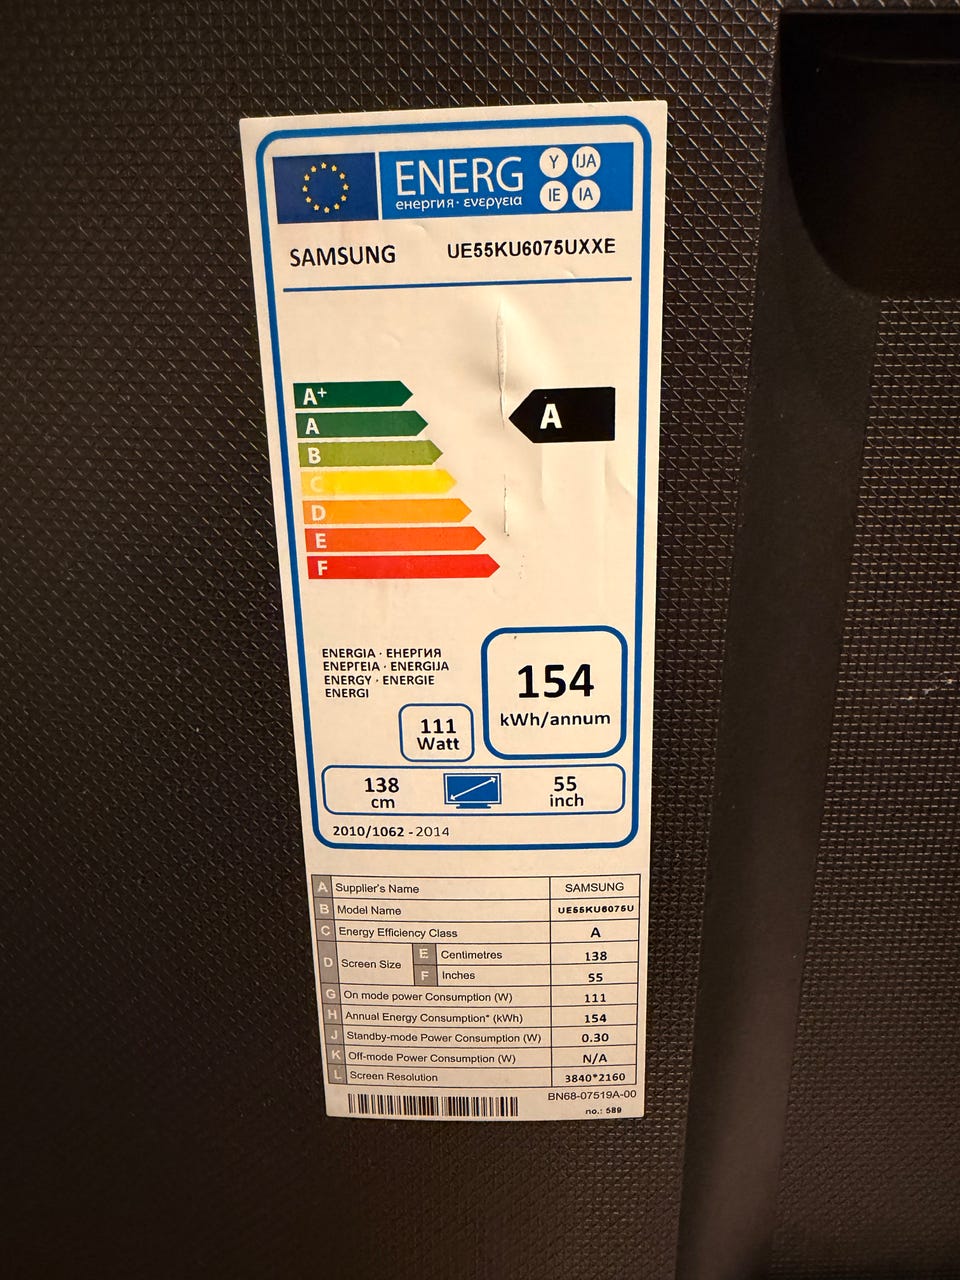 ENERG
енергия · ενεργεια
Y IJA
IE IA
SAMSUNG UE55KU6075UXXE
A+
A
B
C
D
E
F
A
ENERGIA · ЕНЕРГИЯ
ΕΝΕΡΓΕΙΑ · ENERGIJA
ENERGY · ENERGIE
ENERGI
111
Watt
154
kWh/annum
138
cm
55
inch
2010/1062 - 2014
A Supplier's Name SAMSUNG
B Model Name UE55KU6075U
C Energy Efficiency Class A
D Screen Size E Centimetres 138
F Inches 55
G On mode power Consumption (W) 111
H Annual Energy Consumption* (kWh) 154
J Standby-mode Power Consumption (W) 0.30
K Off-mode Power Consumption (W) N/A
L Screen Resolution 3840*2160
BN68-07519A-00
no.: 589